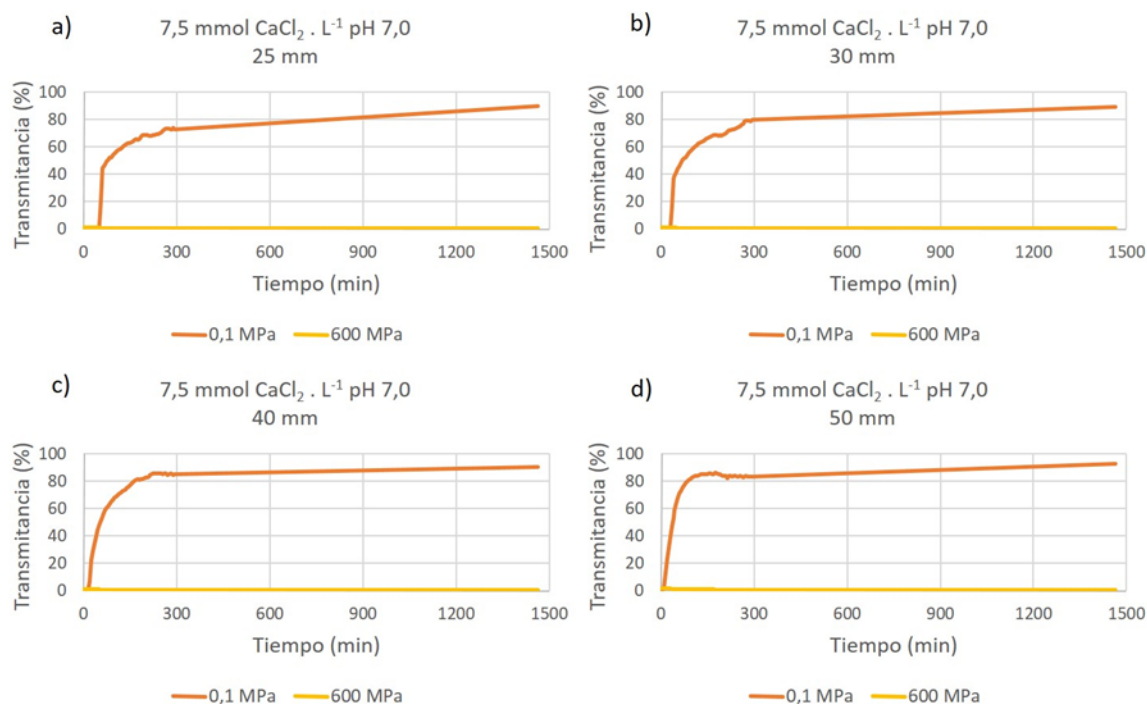 a)
7,5 mmol CaCl₂ . L⁻¹ pH 7,0
25 mm
Transmitancia (%)
100
80
60
40
20
0
0 300 600 900 1200 1500
Tiempo (min)
0,1 MPa 600 MPa
b)
7,5 mmol CaCl₂ . L⁻¹ pH 7,0
30 mm
Transmitancia (%)
100
80
60
40
20
0
0 300 600 900 1200 1500
Tiempo (min)
0,1 MPa 600 MPa
c)
7,5 mmol CaCl₂ . L⁻¹ pH 7,0
40 mm
Transmitancia (%)
100
80
60
40
20
0
0 300 600 900 1200 1500
Tiempo (min)
0,1 MPa 600 MPa
d)
7,5 mmol CaCl₂ . L⁻¹ pH 7,0
50 mm
Transmitancia (%)
100
80
60
40
20
0
0 300 600 900 1200 1500
Tiempo (min)
0,1 MPa 600 MPa